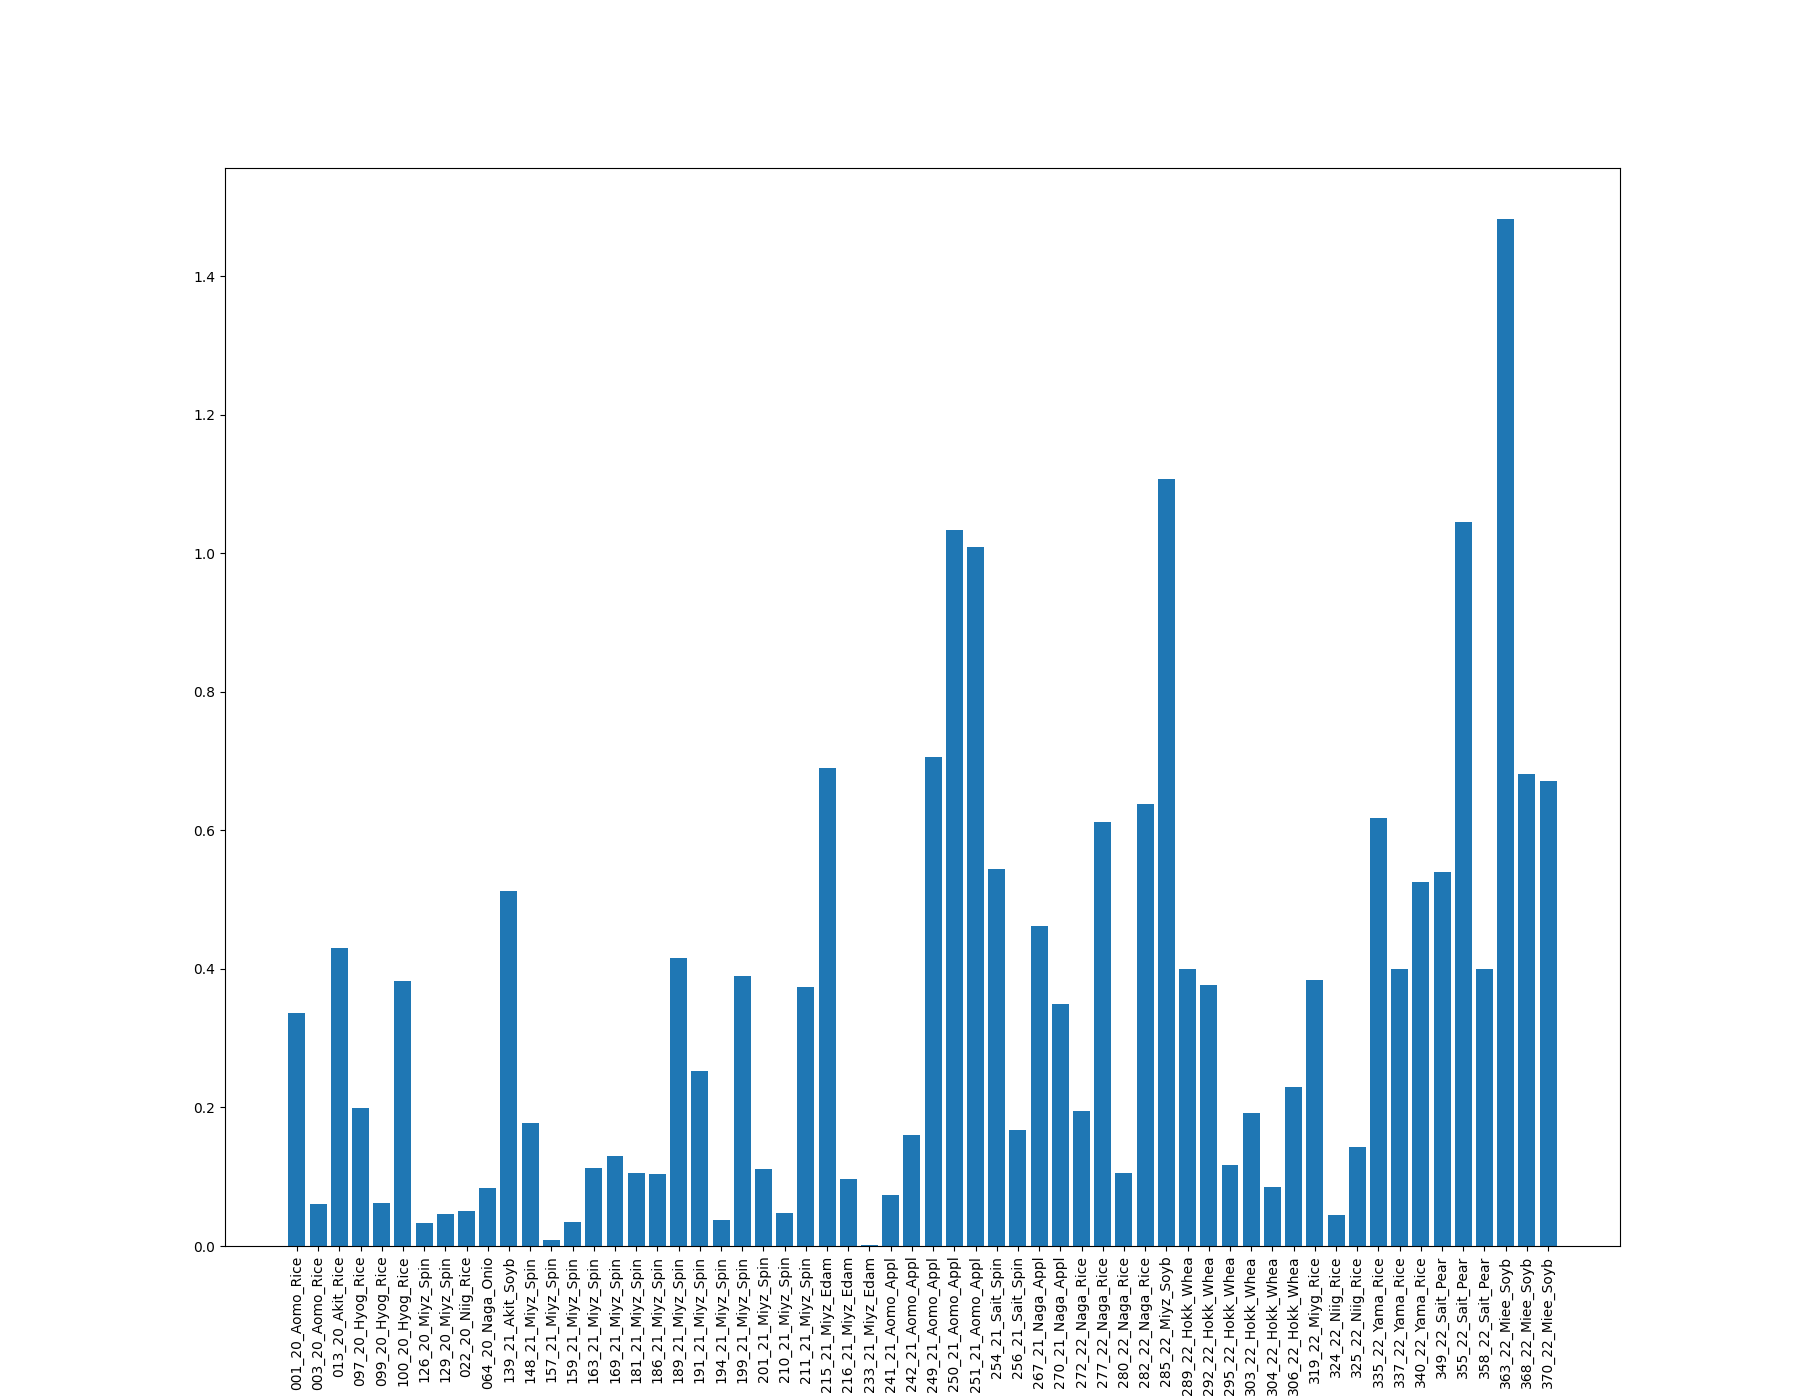 1.4
1.2
1.0
0.8
0.6
0.4
0.2
0.0
001_20_Aomo_Rice
003_20_Aomo_Rice
013_20_Akit_Rice
097_20_Hyog_Rice
099_20_Hyog_Rice
100_20_Hyog_Rice
126_20_Miyz_Spin
129_20_Miyz_Spin
022_20_Niig_Rice
064_20_Naga_Onio
139_21_Akit_Soyb
148_21_Miyz_Spin
157_21_Miyz_Spin
159_21_Miyz_Spin
163_21_Miyz_Spin
169_21_Miyz_Spin
181_21_Miyz_Spin
186_21_Miyz_Spin
189_21_Miyz_Spin
191_21_Miyz_Spin
194_21_Miyz_Spin
199_21_Miyz_Spin
201_21_Miyz_Spin
210_21_Miyz_Spin
211_21_Miyz_Spin
215_21_Miyz_Edam
216_21_Miyz_Edam
233_21_Miyz_Edam
241_21_Aomo_Appl
242_21_Aomo_Appl
249_21_Aomo_Appl
250_21_Aomo_Appl
251_21_Aomo_Appl
254_21_Sait_Spin
256_21_Sait_Spin
267_21_Naga_Appl
270_21_Naga_Appl
272_22_Naga_Rice
277_22_Naga_Rice
280_22_Naga_Rice
282_22_Naga_Rice
285_22_Miyz_Soyb
289_22_Hokk_Whea
292_22_Hokk_Whea
295_22_Hokk_Whea
303_22_Hokk_Whea
304_22_Hokk_Whea
306_22_Hokk_Whea
319_22_Miyg_Rice
324_22_Niig_Rice
325_22_Niig_Rice
335_22_Yama_Rice
337_22_Yama_Rice
340_22_Yama_Rice
349_22_Sait_Pear
355_22_Sait_Pear
358_22_Sait_Pear
363_22_Miee_Soyb
368_22_Miee_Soyb
370_22_Miee_Soyb